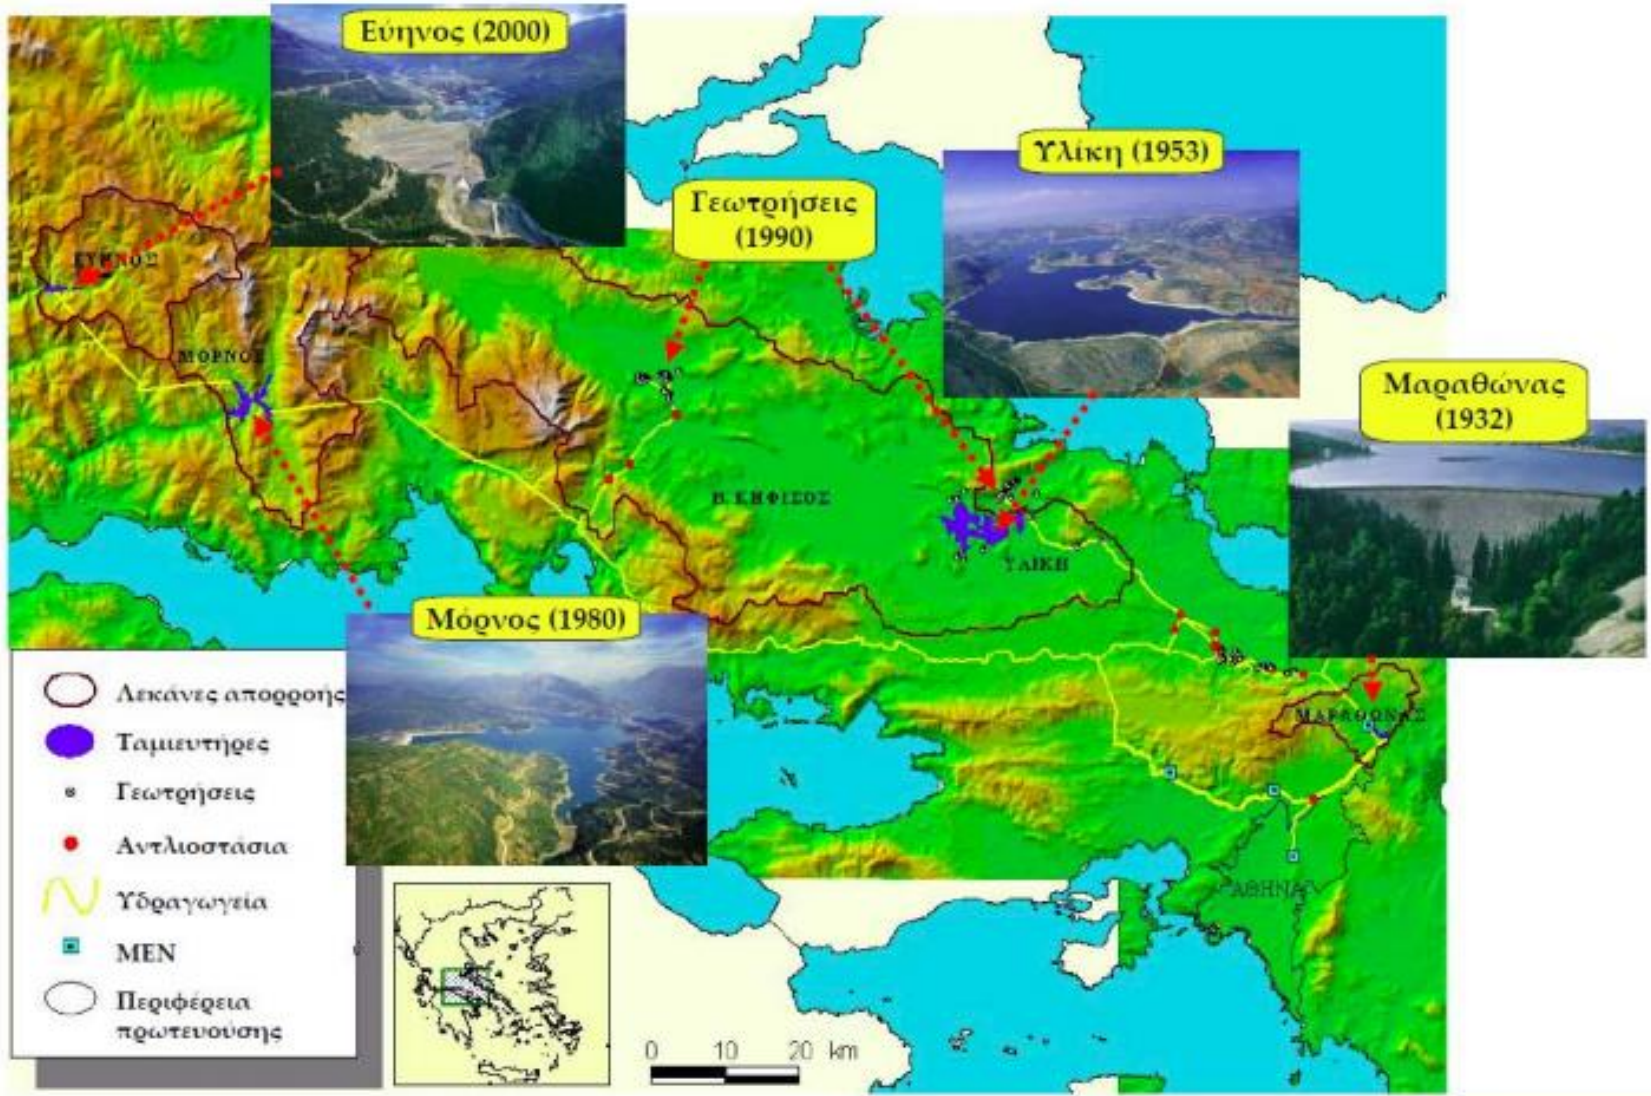 Εύηνος (2000)
Υλίκη (1953)
Γεωτρήσεις
(1990)
ΕΥΗΝΟΣ
ΜΟΡΝΟΣ
Μαραθώνας
(1932)
Β. ΚΗΦΙΣΟΣ
ΥΛΙΚΗ
Μόρνος (1980)
ΜΑΡΑΘΩΝΑΣ
Λεκάνες απορροής
Ταμιευτήρες
Γεωτρήσεις
Αντλιοστάσια
Υδραγωγεία
ΜΕΝ
Περιφέρεια
πρωτευούσης
ΑΘΗΝΑ
0 10 20 km